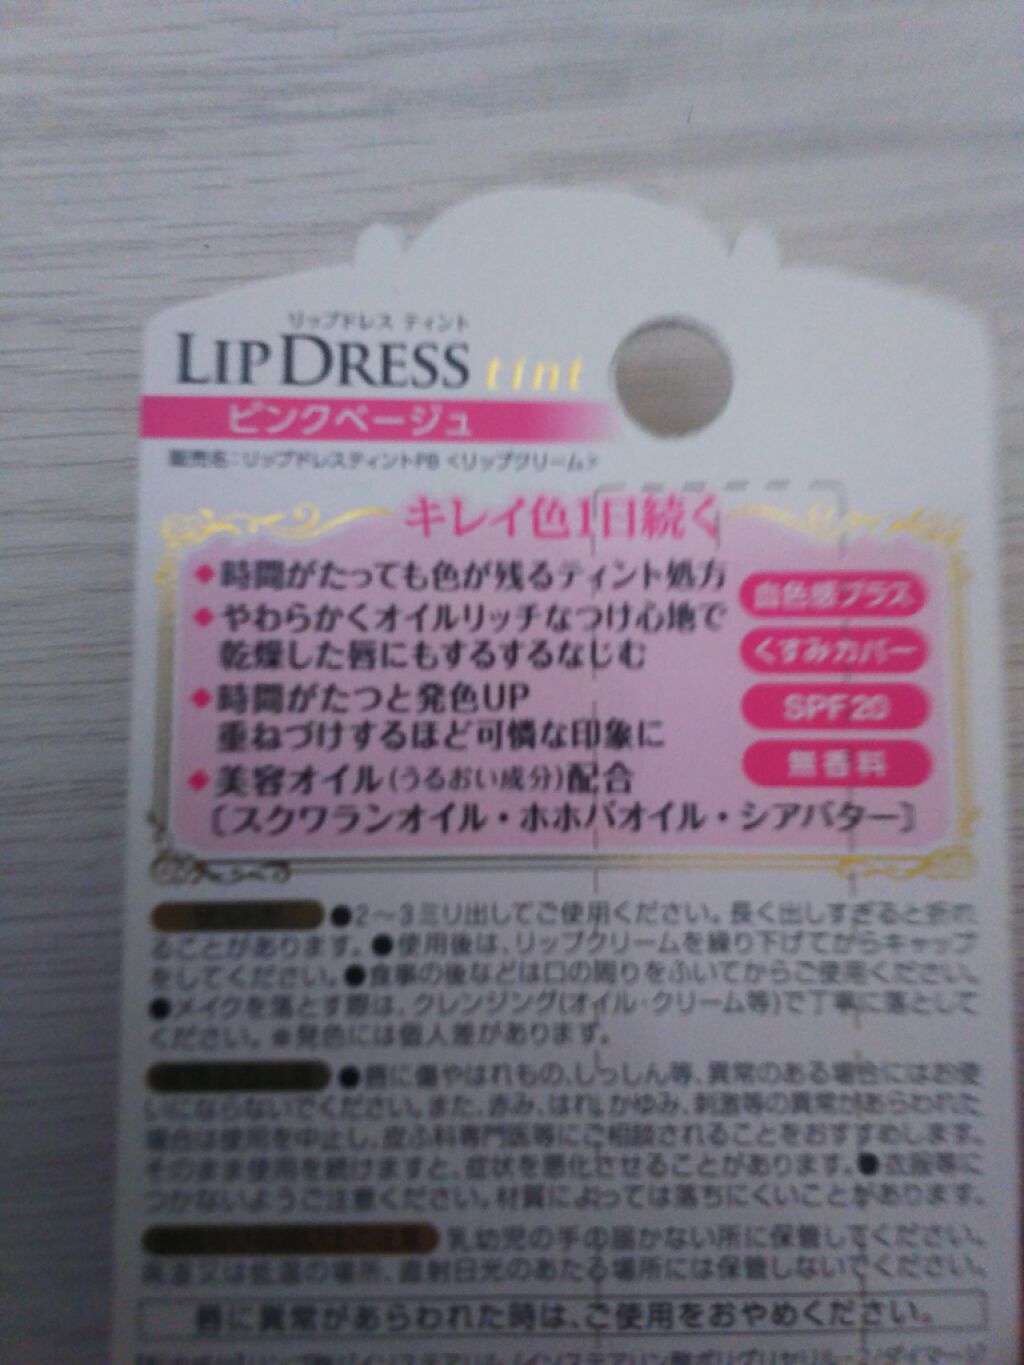 リップドレス ティント
LIP DRESS tint
ピンクベージュ
販売名:リップドレスティントPB<リップクリーム>
キレイ色1日続く
◆時間がたっても色が残るティント処方
◆やわらかくオイルリッチなつけ心地で
乾燥した唇にもするするなじむ
◆時間がたつと発色UP
重ねづけするほど可憐な印象に
◆美容オイル(うるおい成分)配合
〔スクワランオイル・ホホバオイル・シアバター〕
血色感プラス
くすみカバー
SPF20
無香料
●2~3ミリ出してご使用ください。長く出しすぎると折れ
ることがあります。●使用後は、リップクリームを繰り下げてからキャップ
をしてください。●食事の後などは口の周りをふいてからご使用ください。
●メイクを落とす際は、クレンジング(オイル・クリーム等)で丁寧に落として
ください。※発色には個人差があります。
●唇に傷やはれもの、しっしん等、異常のある場合にはお使
いにならないでください。また、赤み、はれ、かゆみ、刺激等の異常があらわれた
場合は使用を中止し、皮ふ科専門医等にご相談されることをおすすめします。
そのまま使用を続けますと、症状を悪化させることがあります。●衣服等に
つかないようご注意ください。材質によっては落ちにくいことがあります。
乳幼児の手の届かない所に保管してください。
高温又は低温の場所、直射日光のあたる場所には保管しないでください。
唇に異常があらわれた時は、ご使用をおやめください。